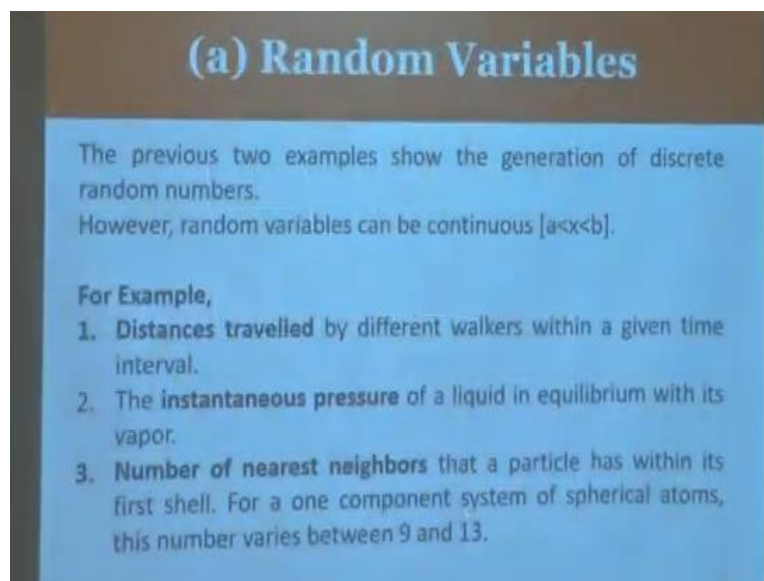 (a) Random Variables
The previous two examples show the generation of discrete
random numbers.
However, random variables can be continuous [a<x<b].
For Example,
1. Distances travelled by different walkers within a given time
interval.
2. The instantaneous pressure of a liquid in equilibrium with its
vapor.
3. Number of nearest neighbors that a particle has within its
first shell. For a one component system of spherical atoms,
this number varies between 9 and 13.